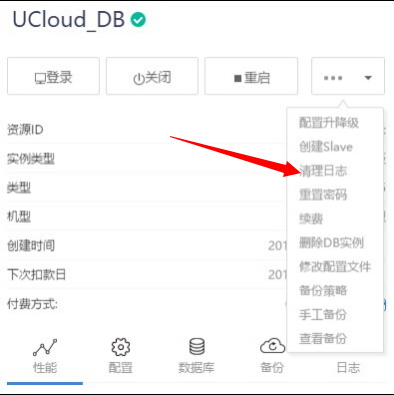 UCloud_DB
登录 关闭 重启
配置升降级
资源ID
创建Slave
实例类型
清理日志
类型
重置密码
机型
续费
创建时间 201
删除DB实例
下次扣款日 201
修改配置文件
付费方式:
备份策略
手工备份
查看备份
性能 配置 数据库 备份 日志